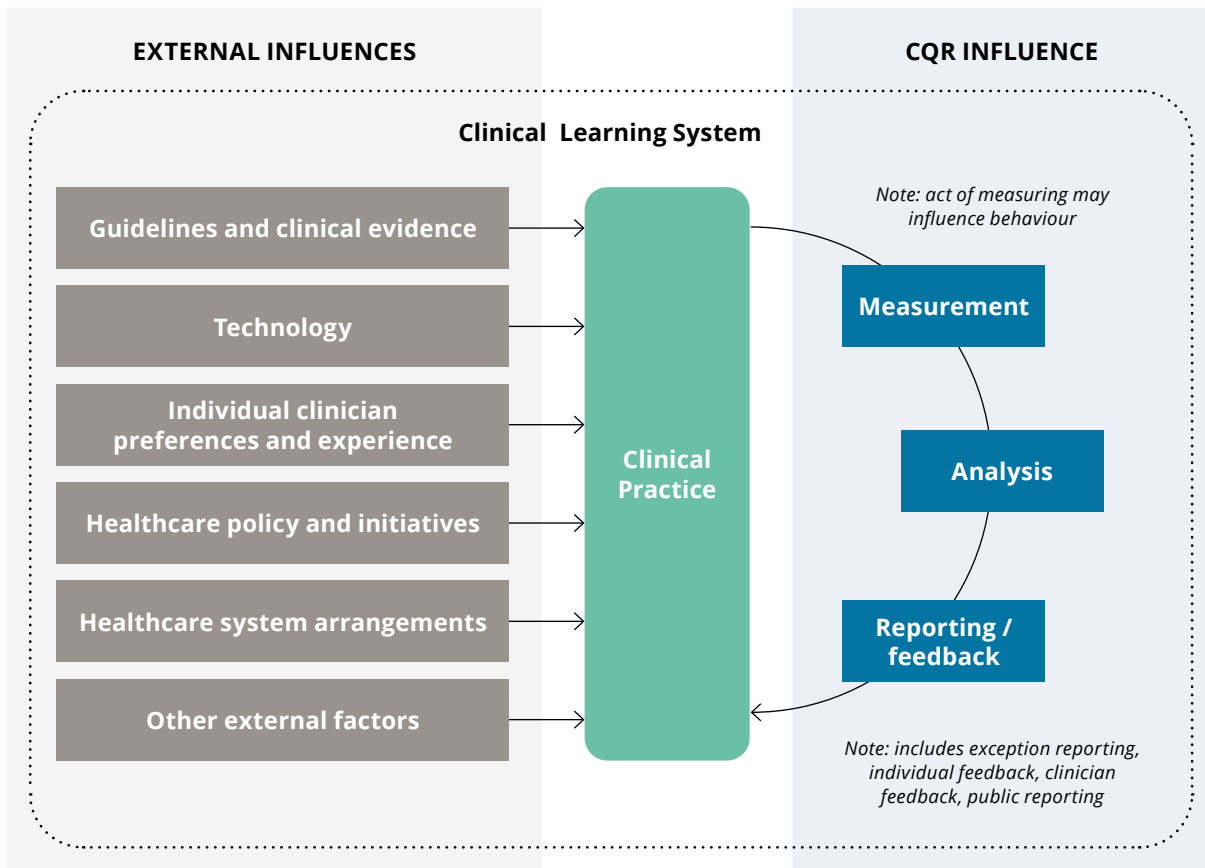 EXTERNAL INFLUENCES
CQR INFLUENCE
Clinical Learning System
Guidelines and clinical evidence
Technology
Individual clinician
preferences and experience
Healthcare policy and initiatives
Healthcare system arrangements
Other external factors
Clinical
Practice
Note: act of measuring may
influence behaviour
Measurement
Analysis
Reporting /
feedback
Note: includes exception reporting,
individual feedback, clinician
feedback, public reporting